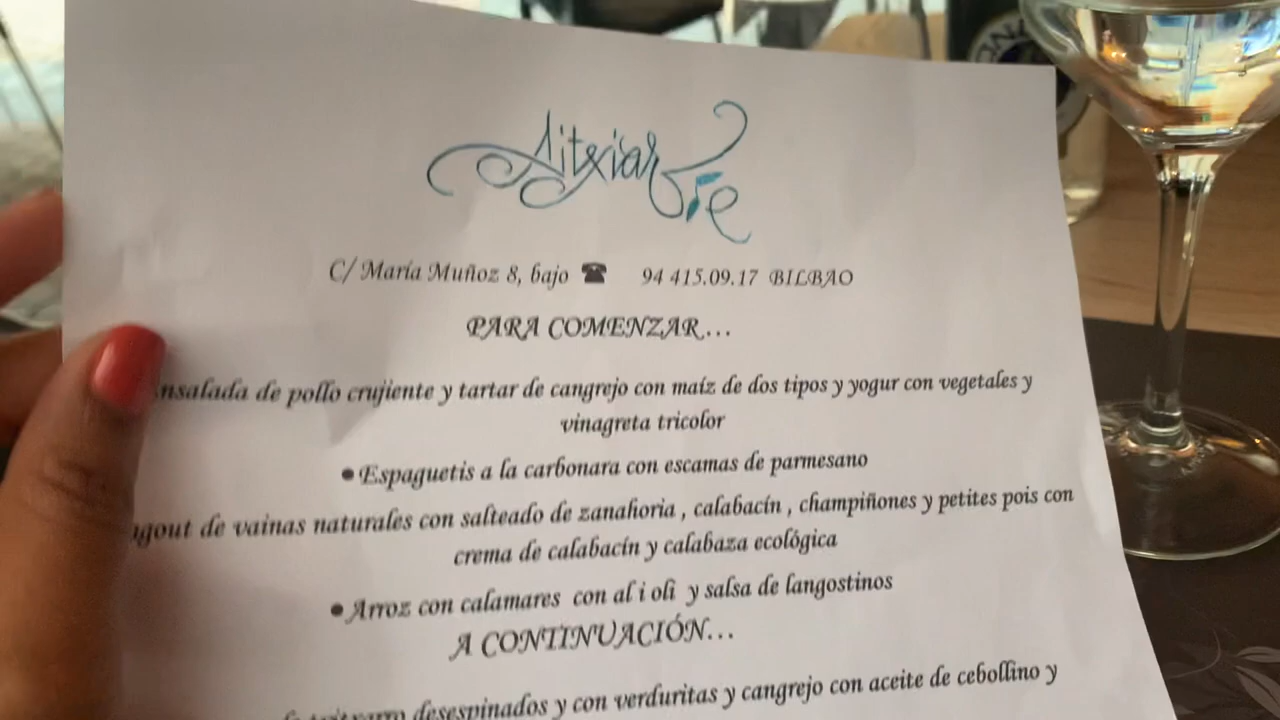 Aitxiar
C/ María Muñoz 8, bajo ☎ 94 415.09.17 BILBAO
PARA COMENZAR...
Ensalada de pollo crujiente y tartar de cangrejo con maíz de dos tipos y yogur con vegetales y
vinagreta tricolor
•Espaguetis a la carbonara con escamas de parmesano
de vainas naturales con salteado de zanahoria , calabacín , champiñones y petites pois con
crema de calabacín y calabaza ecológica
•Arroz con calamares con al i oli y salsa de langostinos
A CONTINUACIÓN...
desespinados y con verduritas y cangrejo con aceite de cebollino y